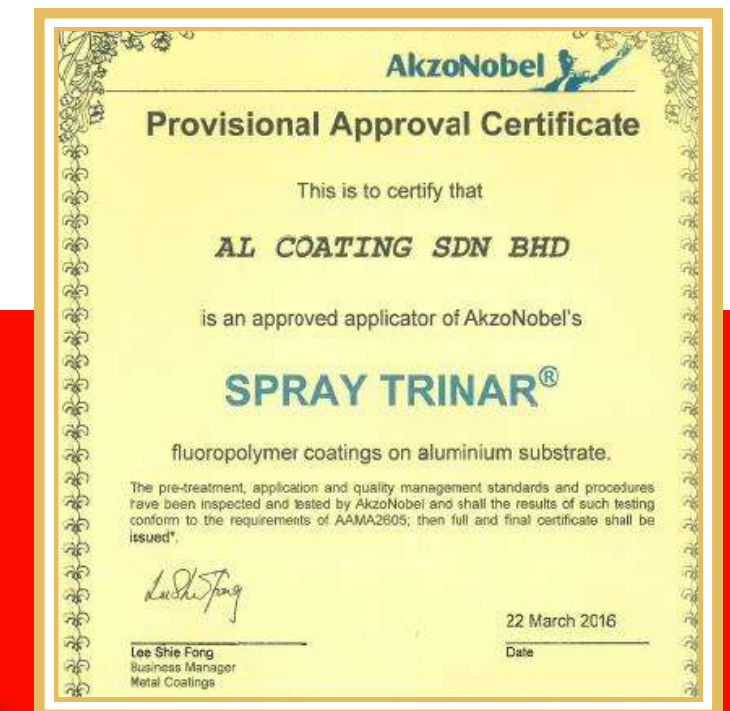 AkzoNobel
Provisional Approval Certificate
This is to certify that
AL COATING SDN BHD
is an approved applicator of AkzoNobel's
SPRAY TRINAR®
fluoropolymer coatings on aluminium substrate.
The pre-treatment, application and quality management standards and procedures
have been inspected and tested by AkzoNobel and shall the results of such testing
conform to the requirements of AAMA2605; then full and final certificate shall be
issued*.
Lee Shie Fong
22 March 2016
Lee Shie Fong
Date
Business Manager
Metal Coatings